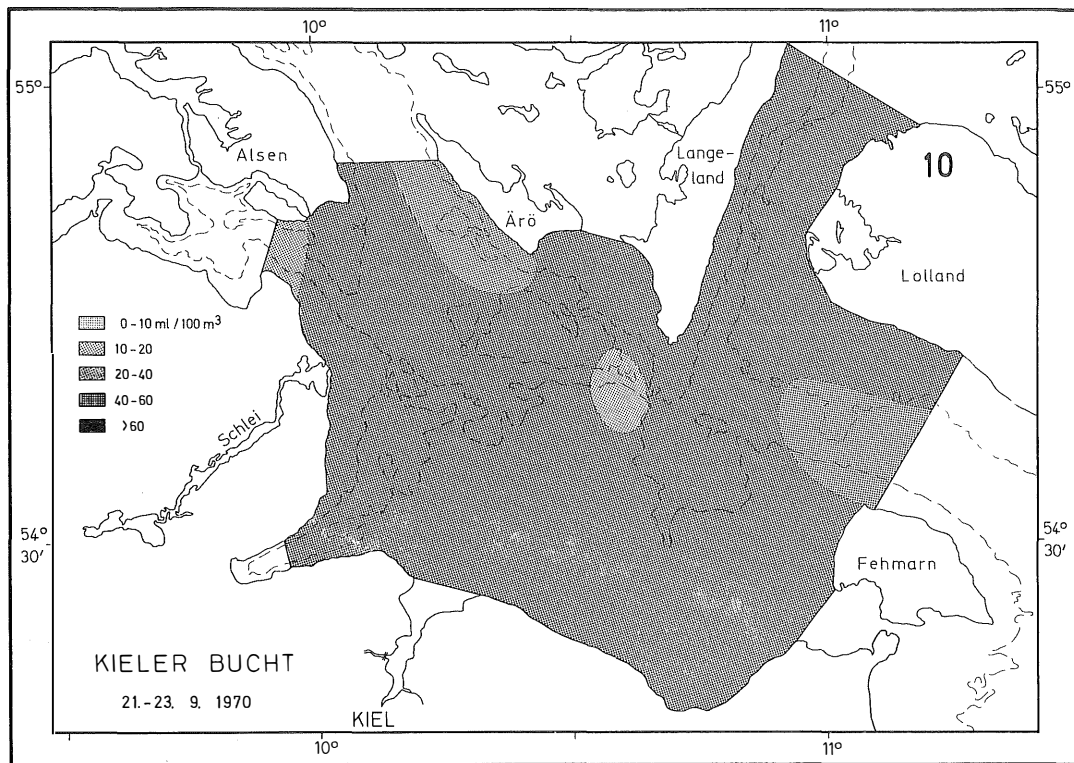 10°
11°
55°
55°
Alsen
Lange-
land
10
Ärö
Lolland
0-10 ml/100 m³
10-20
20-40
40-60
>60
Schlei
54°
30'
54°
30'
Fehmarn
KIELER BUCHT
21.-23. 9. 1970
KIEL
10°
11°